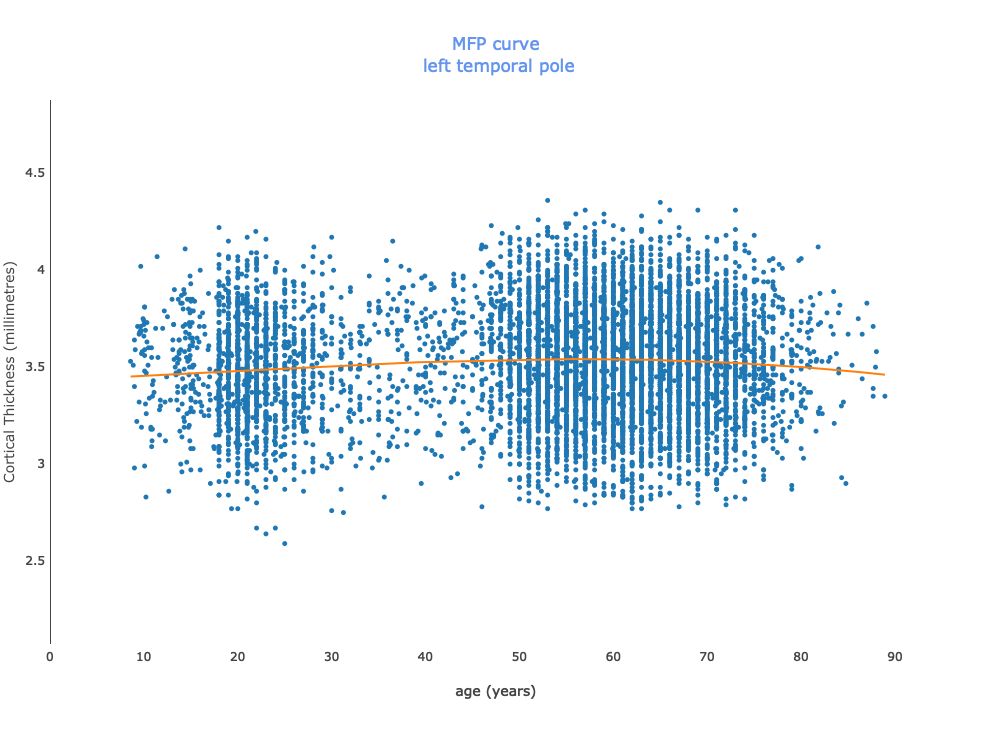 MFP curve
left temporal pole
Cortical Thickness (millimetres)
4.5
4
3.5
3
2.5
0 10 20 30 40 50 60 70 80 90
age (years)